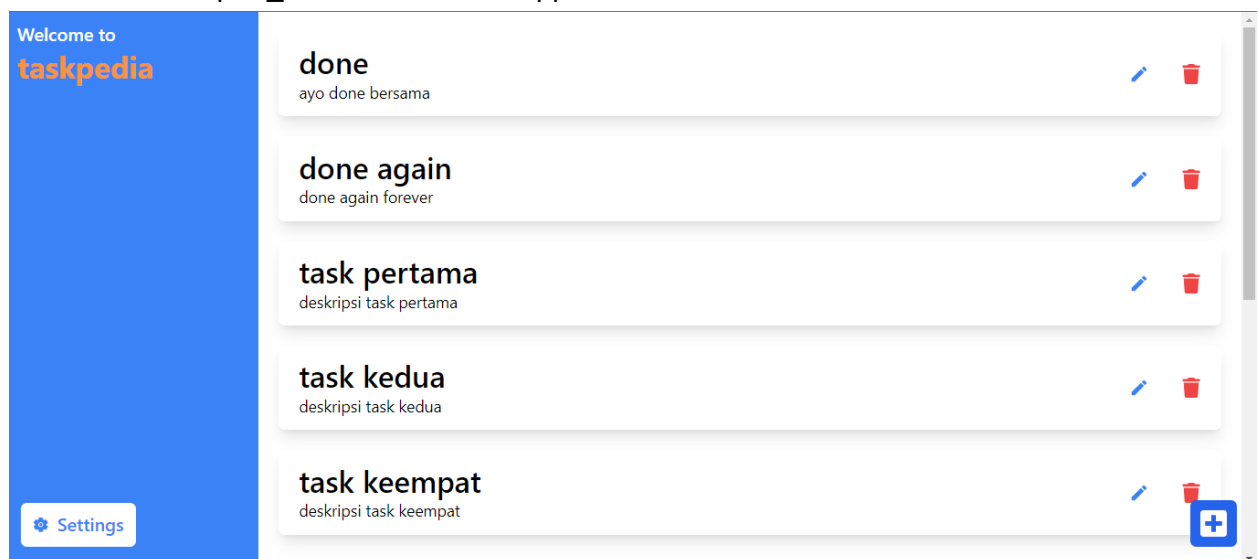 Welcome to
taskpedia
done
ayo done bersama
done again
done again forever
task pertama
deskripsi task pertama
task kedua
deskripsi task kedua
task keempat
deskripsi task keempat
Settings